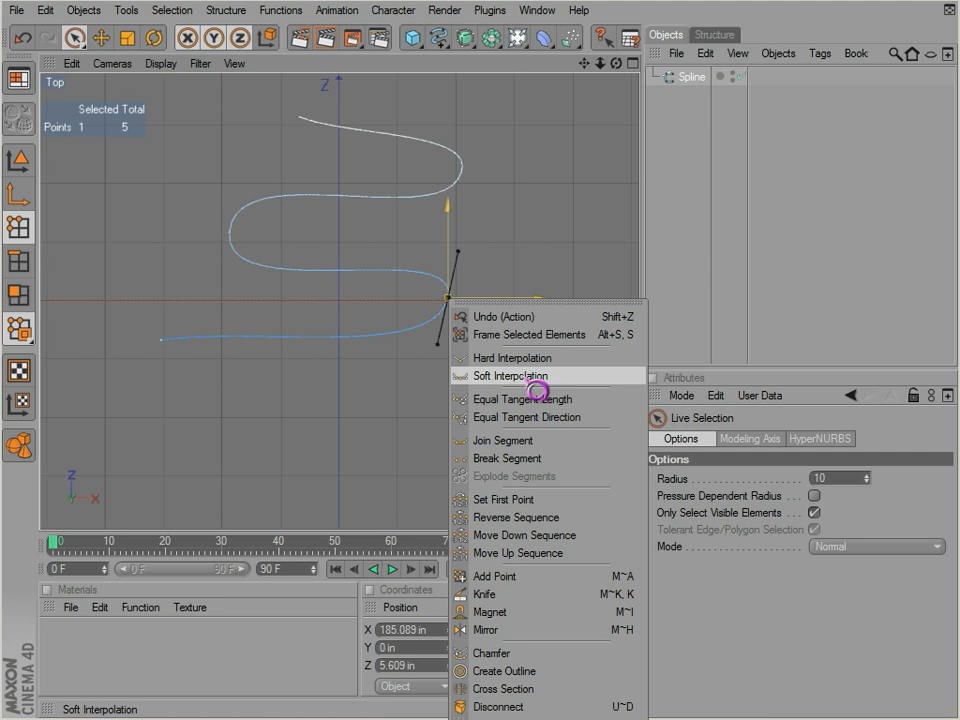 File Edit Objects Tools Selection Structure Functions Animation Character Render Plugins Window Help
Objects Structure
Edit Cameras Display Filter View
File Edit View Objects Tags Book
Top
Z
Spline
Selected Total
Points 1 5
Undo (Action) Shift+Z
Frame Selected Elements Alt+S, S
Hard Interpolation
Soft Interpolation
Equal Tangent Length
Equal Tangent Direction
Join Segment
Break Segment
Explode Segments
Set First Point
Reverse Sequence
Move Down Sequence
Move Up Sequence
Add Point M~A
Knife M~K, K
Magnet M~I
Mirror M~H
Chamfer
Create Outline
Cross Section
Disconnect U~D
Attributes
Mode Edit User Data
Live Selection
Options Modeling Axis HyperNURBS
Options
Radius 10
Pressure Dependent Radius
Only Select Visible Elements
Tolerant Edge/Polygon Selection
Mode Normal
Z
Y X
0 10 20 30 40 50 60 7
0 F 0 F 90 F 90 F
Materials
File Edit Function Texture
Coordinates
Position
X 185.089 in
Y 0 in
Z 5.609 in
Object
MAXON
CINEMA 4D
Soft Interpolation